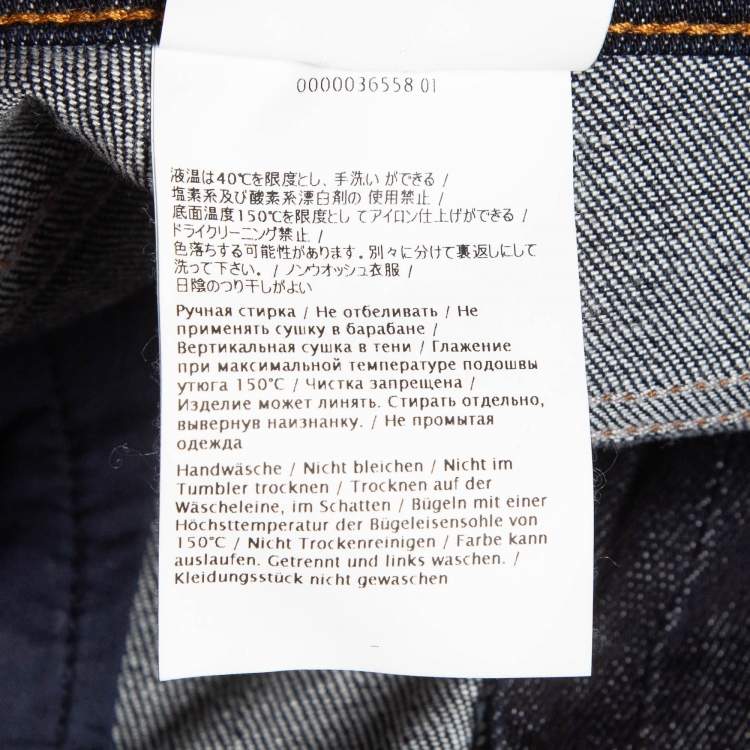 0000036558 01
液温は40℃を限度とし、手洗い ができる /
塩素系及び酸素系漂白剤の 使用禁止 /
底面温度150℃を限度とし てアイロン仕上げができる /
ドライクリーニング禁止 /
色落ちする可能性があります。別々に分けて裏返しにして
洗って下さい。 / ノンウオッシュ衣服 /
日陰のつり干しがよい
Ручная стирка / Не отбеливать / Не
применять сушку в барабане /
Вертикальная сушка в тени / Глажение
при максимальной температуре подошвы
утюга 150°C / Чистка запрещена /
Изделие может линять. Стирать отдельно,
вывернув наизнанку. / Не промытая
одежда
Handwäsche / Nicht bleichen / Nicht im
Tumbler trocknen / Trocknen auf der
Wäscheleine, im Schatten / Bügeln mit einer
Höchsttemperatur der Bügeleisensohle von
150°C / Nicht Trockenreinigen / Farbe kann
auslaufen. Getrennt und links waschen. /
Kleidungsstück nicht gewaschen